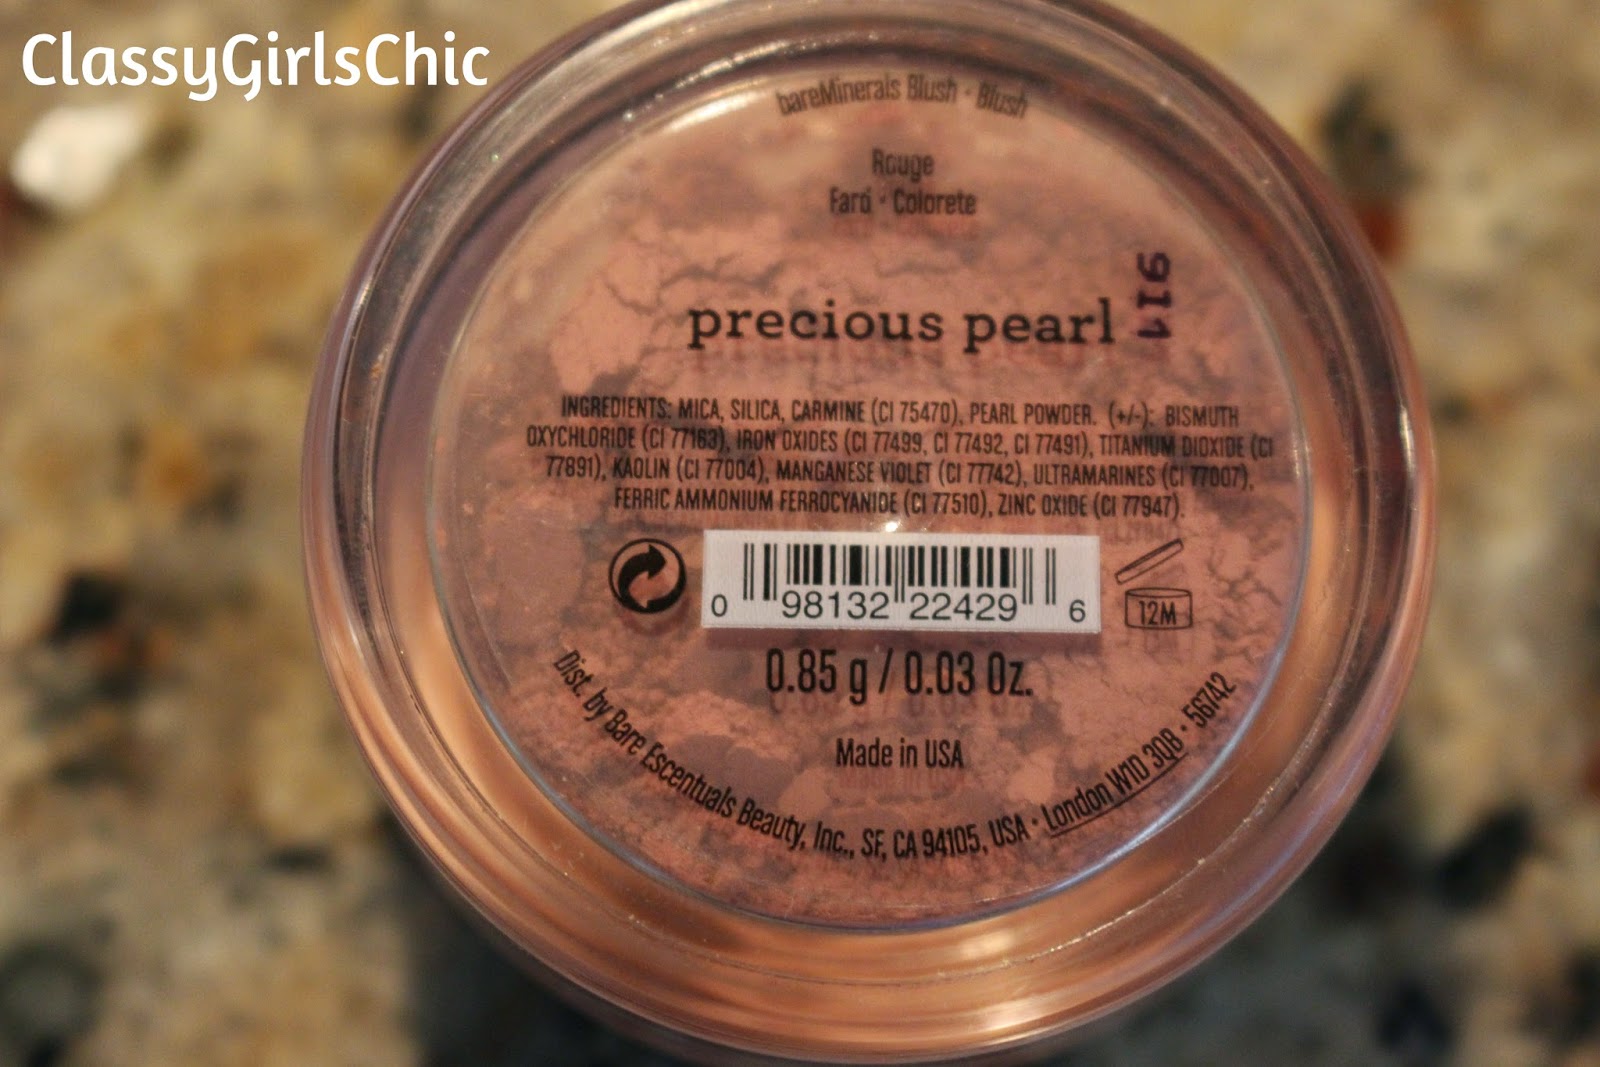 ClassyGirlsChic
bareMinerals Blush • Blush
Rouge
Fard • Colorete
precious pearl
911
INGREDIENTS: MICA, SILICA, CARMINE (CI 75470), PEARL POWDER. (+/-): BISMUTH
OXYCHLORIDE (CI 77163), IRON OXIDES (CI 77499, CI 77492, CI 77491), TITANIUM DIOXIDE (CI
77891), KAOLIN (CI 77004), MANGANESE VIOLET (CI 77742), ULTRAMARINES (CI 77007),
FERRIC AMMONIUM FERROCYANIDE (CI 77510), ZINC OXIDE (CI 77947).
0 98132 22429 6
12M
0.85 g / 0.03 Oz.
Made in USA
Dist. by Bare Escentuals Beauty, Inc., SF, CA 94105, USA • London W1D 3QB • 56742